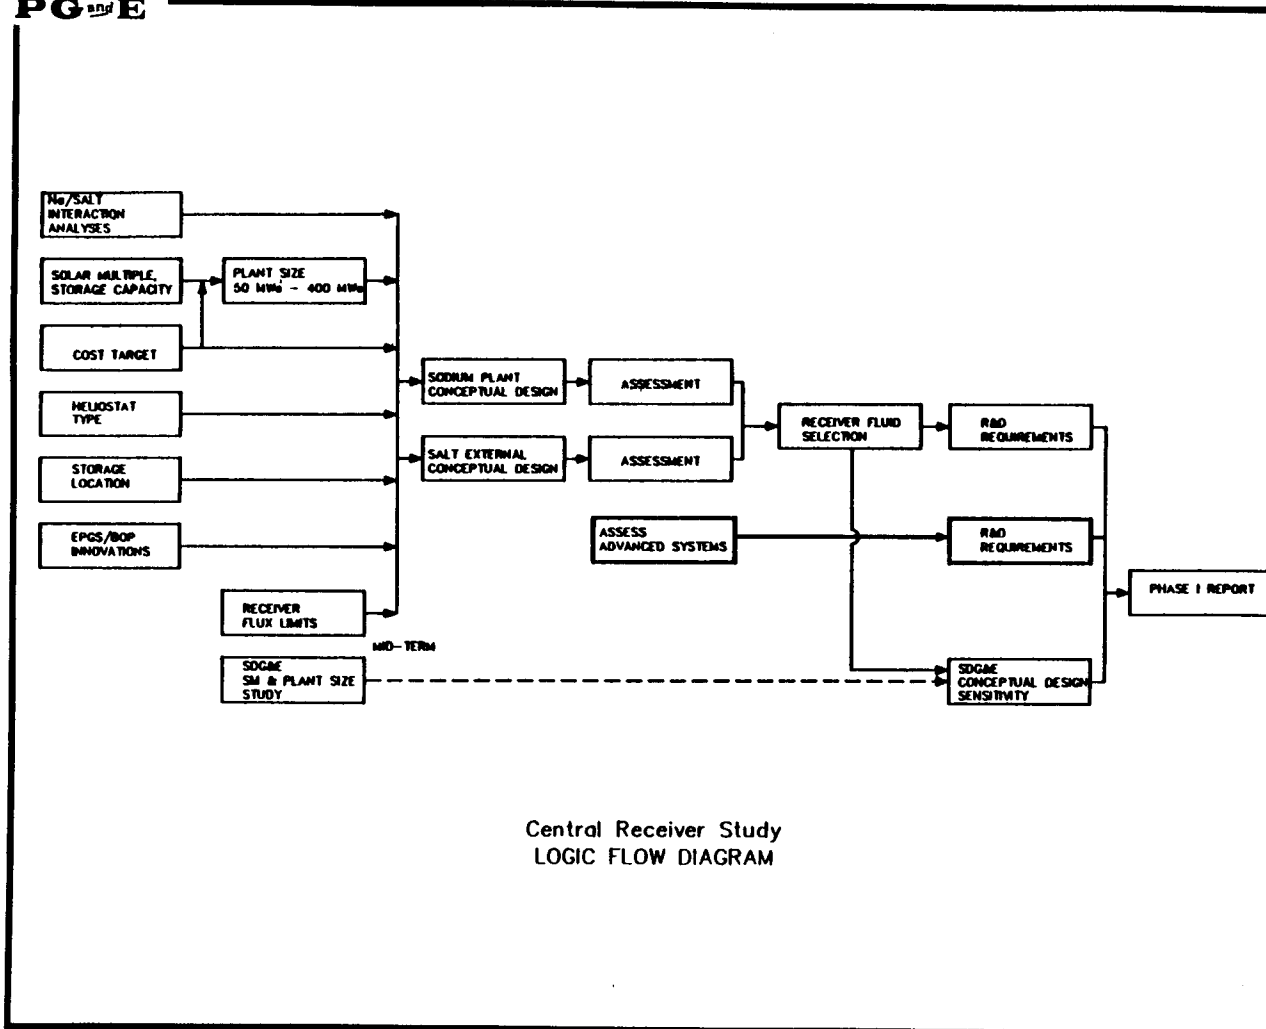 PG and E
Na/SALT
INTERACTION
ANALYSES
SOLAR MULTIPLE,
STORAGE CAPACITY
PLANT SIZE
50 MWe - 400 MWe
COST TARGET
HELIOSTAT
TYPE
STORAGE
LOCATION
EPGS/BOP
INNOVATIONS
RECEIVER
FLUX LIMITS
MID-TERM
SDG&E
SM & PLANT SIZE
STUDY
SODIUM PLANT
CONCEPTUAL DESIGN
ASSESSMENT
SALT EXTERNAL
CONCEPTUAL DESIGN
ASSESSMENT
ASSESS
ADVANCED SYSTEMS
RECEIVER FLUID
SELECTION
R&D
REQUIREMENTS
R&D
REQUIREMENTS
SDG&E
CONCEPTUAL DESIGN
SENSITIVITY
PHASE I REPORT
Central Receiver Study
LOGIC FLOW DIAGRAM